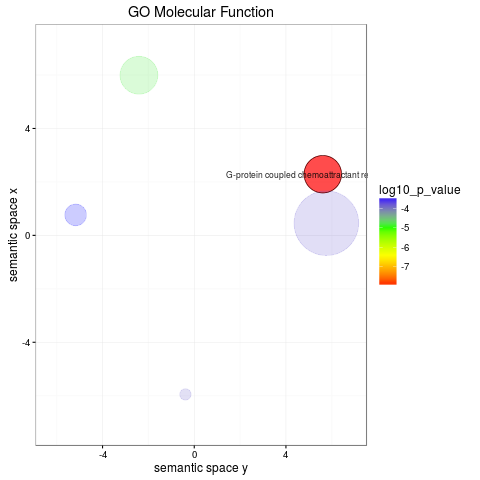 GO Molecular Function
4
0
-4
semantic space x
G-protein coupled chemoattractant re
-4
0
4
semantic space y
log10_p_value
-4
-5
-6
-7